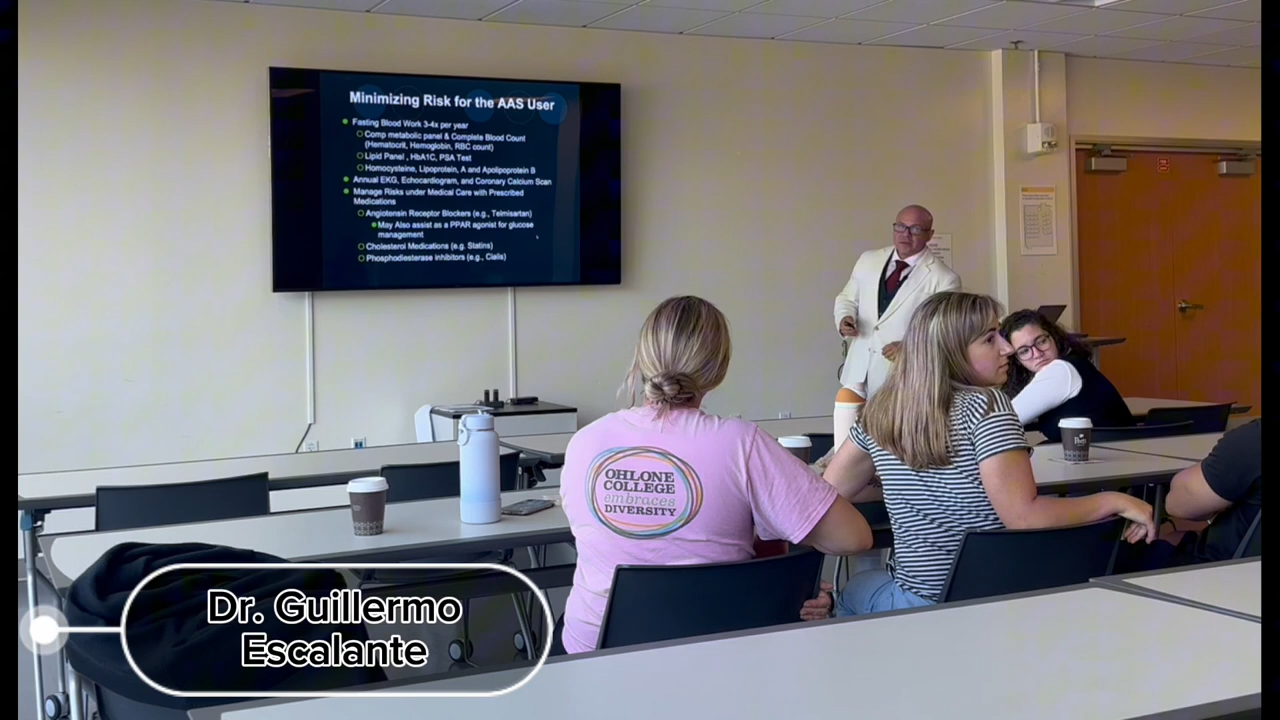 Minimizing Risk for the AAS User
Fasting Blood Work 3-4x per year
Comp metabolic panel & Complete Blood Count
(Hematocrit, Hemoglobin, RBC count)
Lipid Panel , HbA1C, PSA Test
Homocysteine, Lipoprotein, A and Apolipoprotein B
Annual EKG, Echocardiogram, and Coronary Calcium Scan
Manage Risks under Medical Care with Prescribed
Medications
Angiotensin Receptor Blockers (e.g., Telmisartan)
May Also assist as a PPAR agonist for glucose
management
Cholesterol Medications (e.g. Statins)
Phosphodiesterase inhibitors (e.g., Cialis)
OHLONE
COLLEGE
embraces
DIVERSITY
Peet's
Dr. Guillermo
Escalante